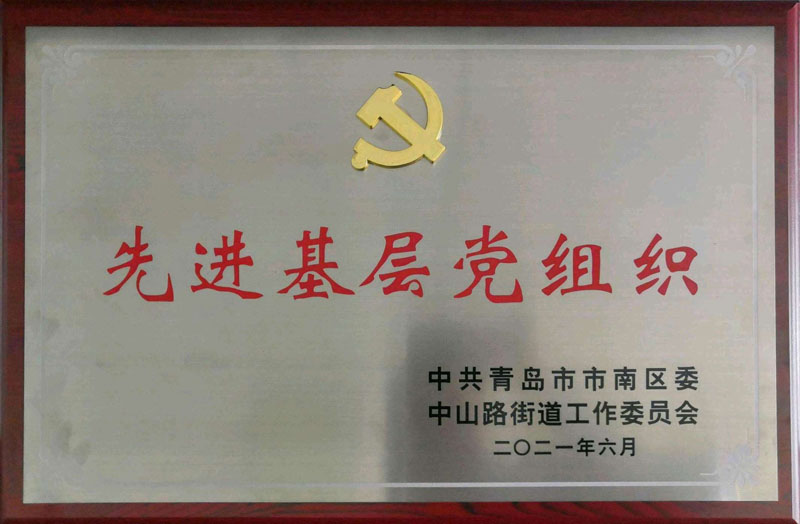 先进基层党组织
中共青岛市市南区委
中山路街道工作委员会
二〇二一年六月